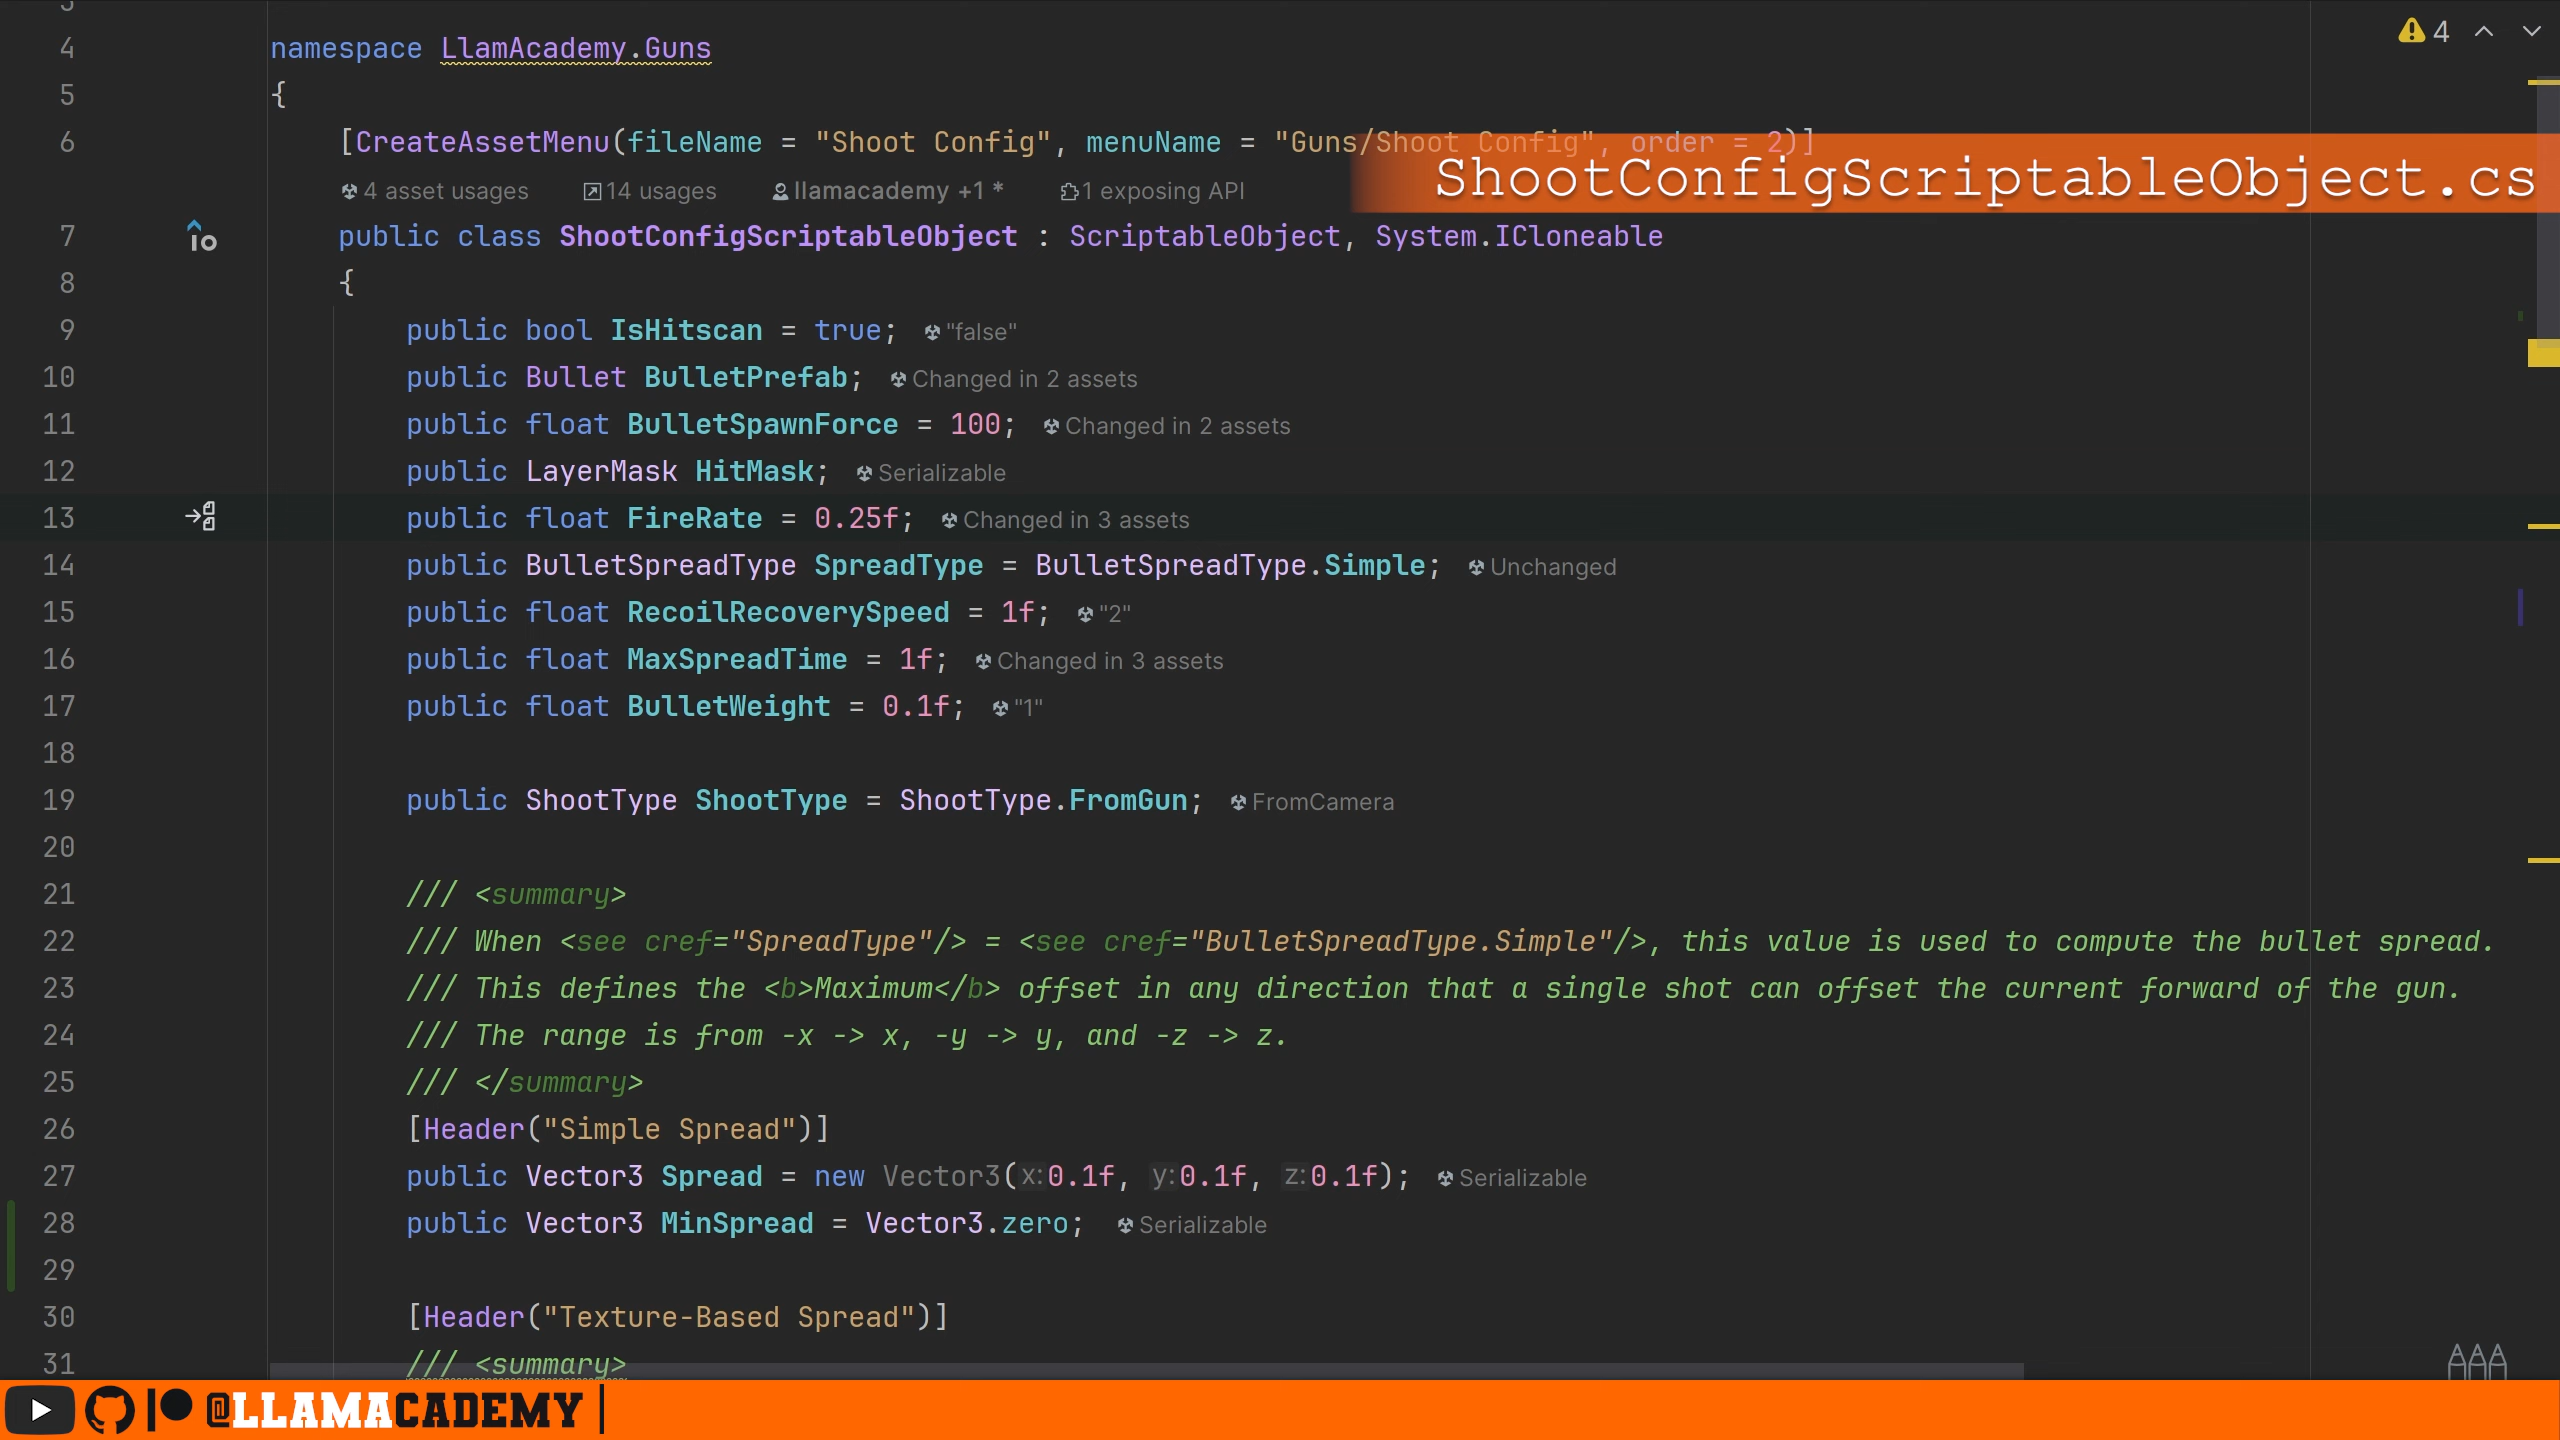 3
4 namespace LlamAcademy.Guns
5 {
6 [CreateAssetMenu(fileName = "Shoot Config", menuName = "Guns/Shoot Config", order = 2)]
4 asset usages 14 usages llamacademy +1 * 1 exposing API
ShootConfigScriptableObject.cs
4
7 public class ShootConfigScriptableObject : ScriptableObject, System.ICloneable
8 {
9 public bool IsHitscan = true; "false"
10 public Bullet BulletPrefab; Changed in 2 assets
11 public float BulletSpawnForce = 100; Changed in 2 assets
12 public LayerMask HitMask; Serializable
13 public float FireRate = 0.25f; Changed in 3 assets
14 public BulletSpreadType SpreadType = BulletSpreadType.Simple; Unchanged
15 public float RecoilRecoverySpeed = 1f; "2"
16 public float MaxSpreadTime = 1f; Changed in 3 assets
17 public float BulletWeight = 0.1f; "1"
18
19 public ShootType ShootType = ShootType.FromGun; FromCamera
20
21 /// <summary>
22 /// When <see cref="SpreadType"/> = <see cref="BulletSpreadType.Simple"/>, this value is used to compute the bullet spread.
23 /// This defines the <b>Maximum</b> offset in any direction that a single shot can offset the current forward of the gun.
24 /// The range is from -x -> x, -y -> y, and -z -> z.
25 /// </summary>
26 [Header("Simple Spread")]
27 public Vector3 Spread = new Vector3(x:0.1f, y:0.1f, z:0.1f); Serializable
28 public Vector3 MinSpread = Vector3.zero; Serializable
29
30 [Header("Texture-Based Spread")]
31 /// <summary>
@LLAMACADEMY